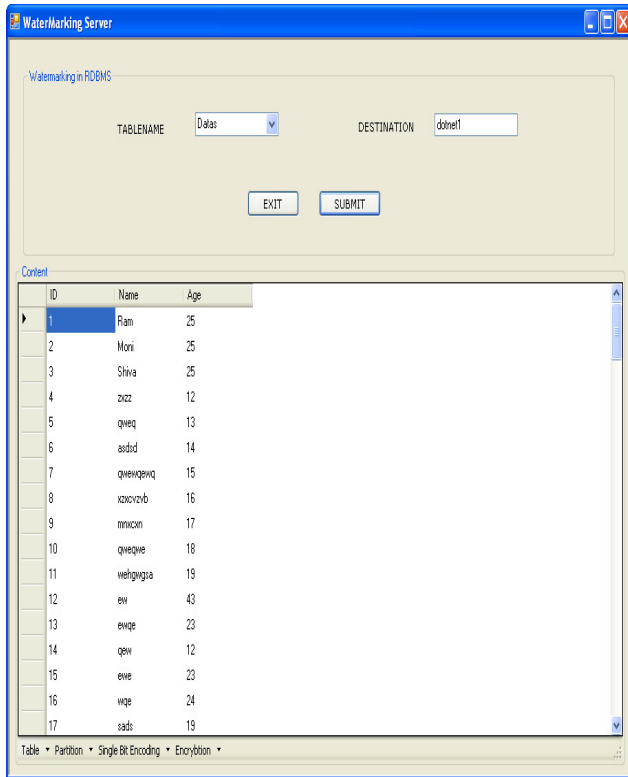 WaterMarking Server
Watermarking in RDBMS
TABLENAME Datas DESTINATION dotnet1
EXIT SUBMIT
Content
ID Name Age
1 Ram 25
2 Moni 25
3 Shiva 25
4 zxzz 12
5 qweq 13
6 asdsd 14
7 qwewqewq 15
8 xzxcvzvb 16
9 mnxcxn 17
10 qweqwe 18
11 wehgwgsa 19
12 ew 43
13 ewqe 23
14 qew 12
15 ewe 23
16 wqe 24
17 sads 19
Table Partition Single Bit Encoding Encrybtion